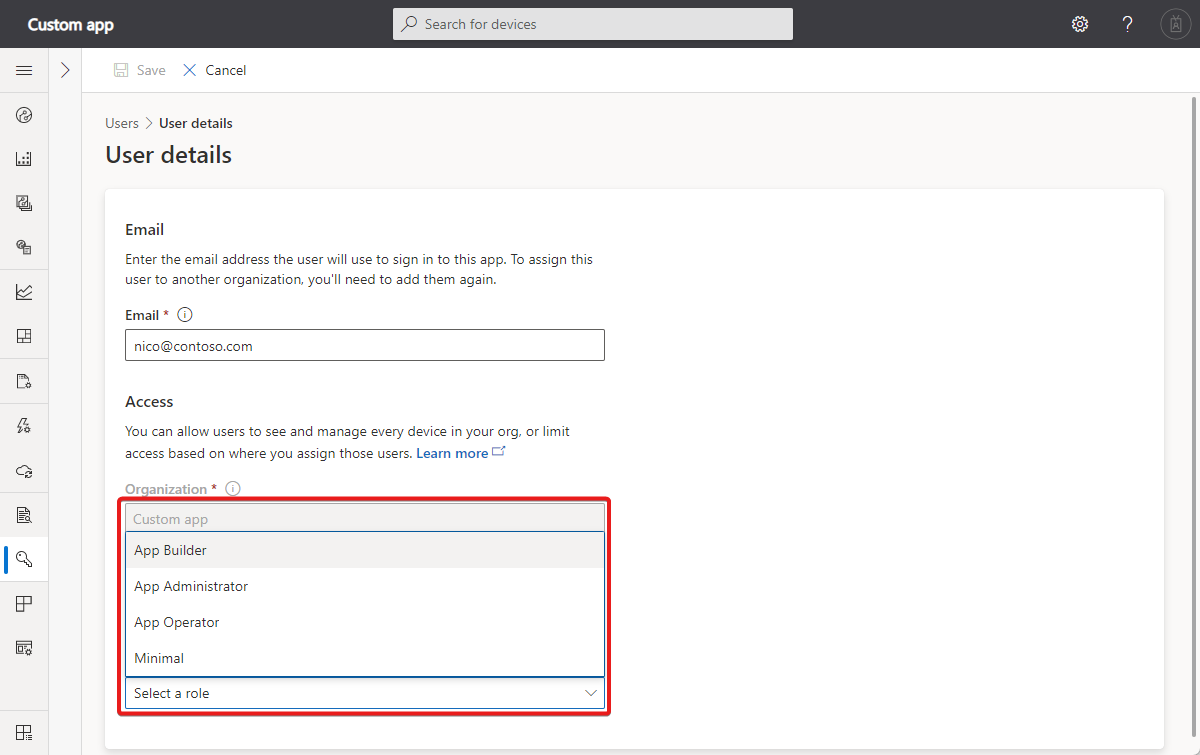 Custom app
Search for devices
?
Save
Cancel
Users > User details
User details
Email
Enter the email address the user will use to sign in to this app. To assign this
user to another organization, you'll need to add them again.
Email *
nico@contoso.com
Access
You can allow users to see and manage every device in your org, or limit
access based on where you assign those users. Learn more
Organization *
Custom app
App Builder
App Administrator
App Operator
Minimal
Select a role